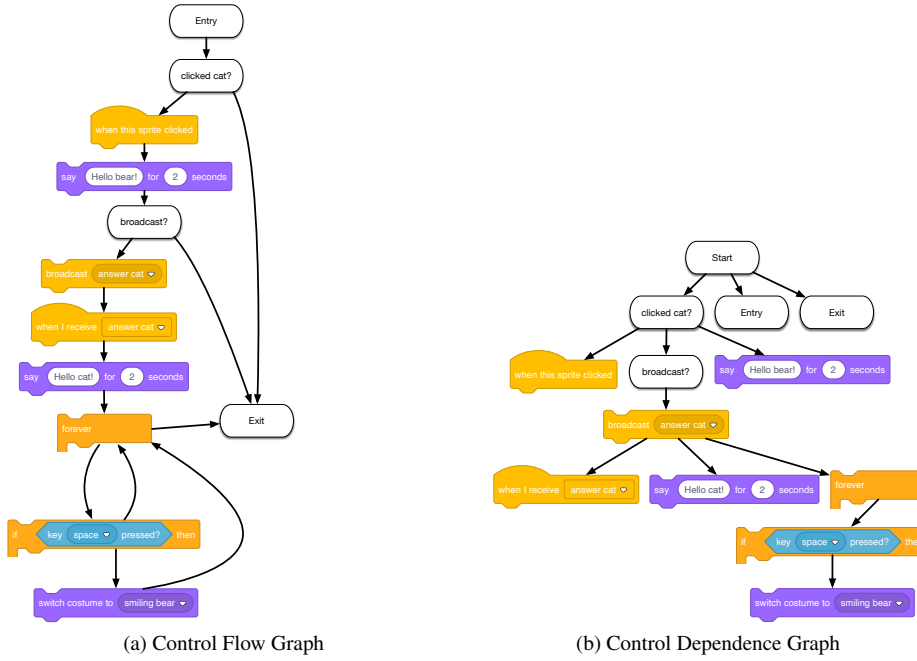 Entry
clicked cat?
when this sprite clicked
say Hello bear! for 2 seconds
broadcast?
broadcast answer cat
when I receive answer cat
say Hello cat! for 2 seconds
forever
Exit
if key space pressed? then
switch costume to smiling bear
(a) Control Flow Graph
Start
clicked cat?
Entry
Exit
when this sprite clicked
broadcast?
say Hello bear! for 2 seconds
broadcast answer cat
when I receive answer cat
say Hello cat! for 2 seconds
forever
if key space pressed? the
switch costume to smiling bear
(b) Control Dependence Graph